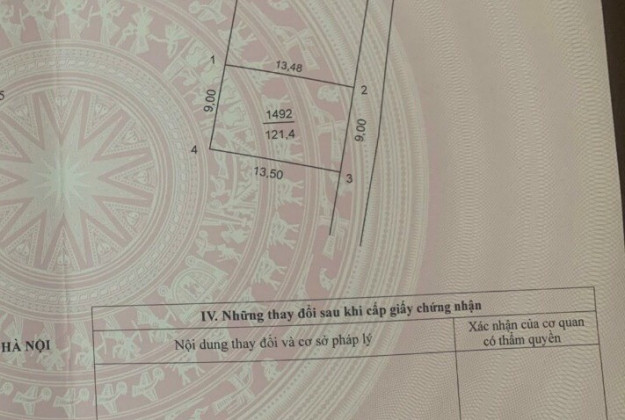 1
13,48
2
5
9,00
1492
121,4
9,00
4
13,50
3
IV. Những thay đổi sau khi cấp giấy chứng nhận
HÀ NỘI
Nội dung thay đổi và cơ sở pháp lý
Xác nhận của cơ quan
có thẩm quyền